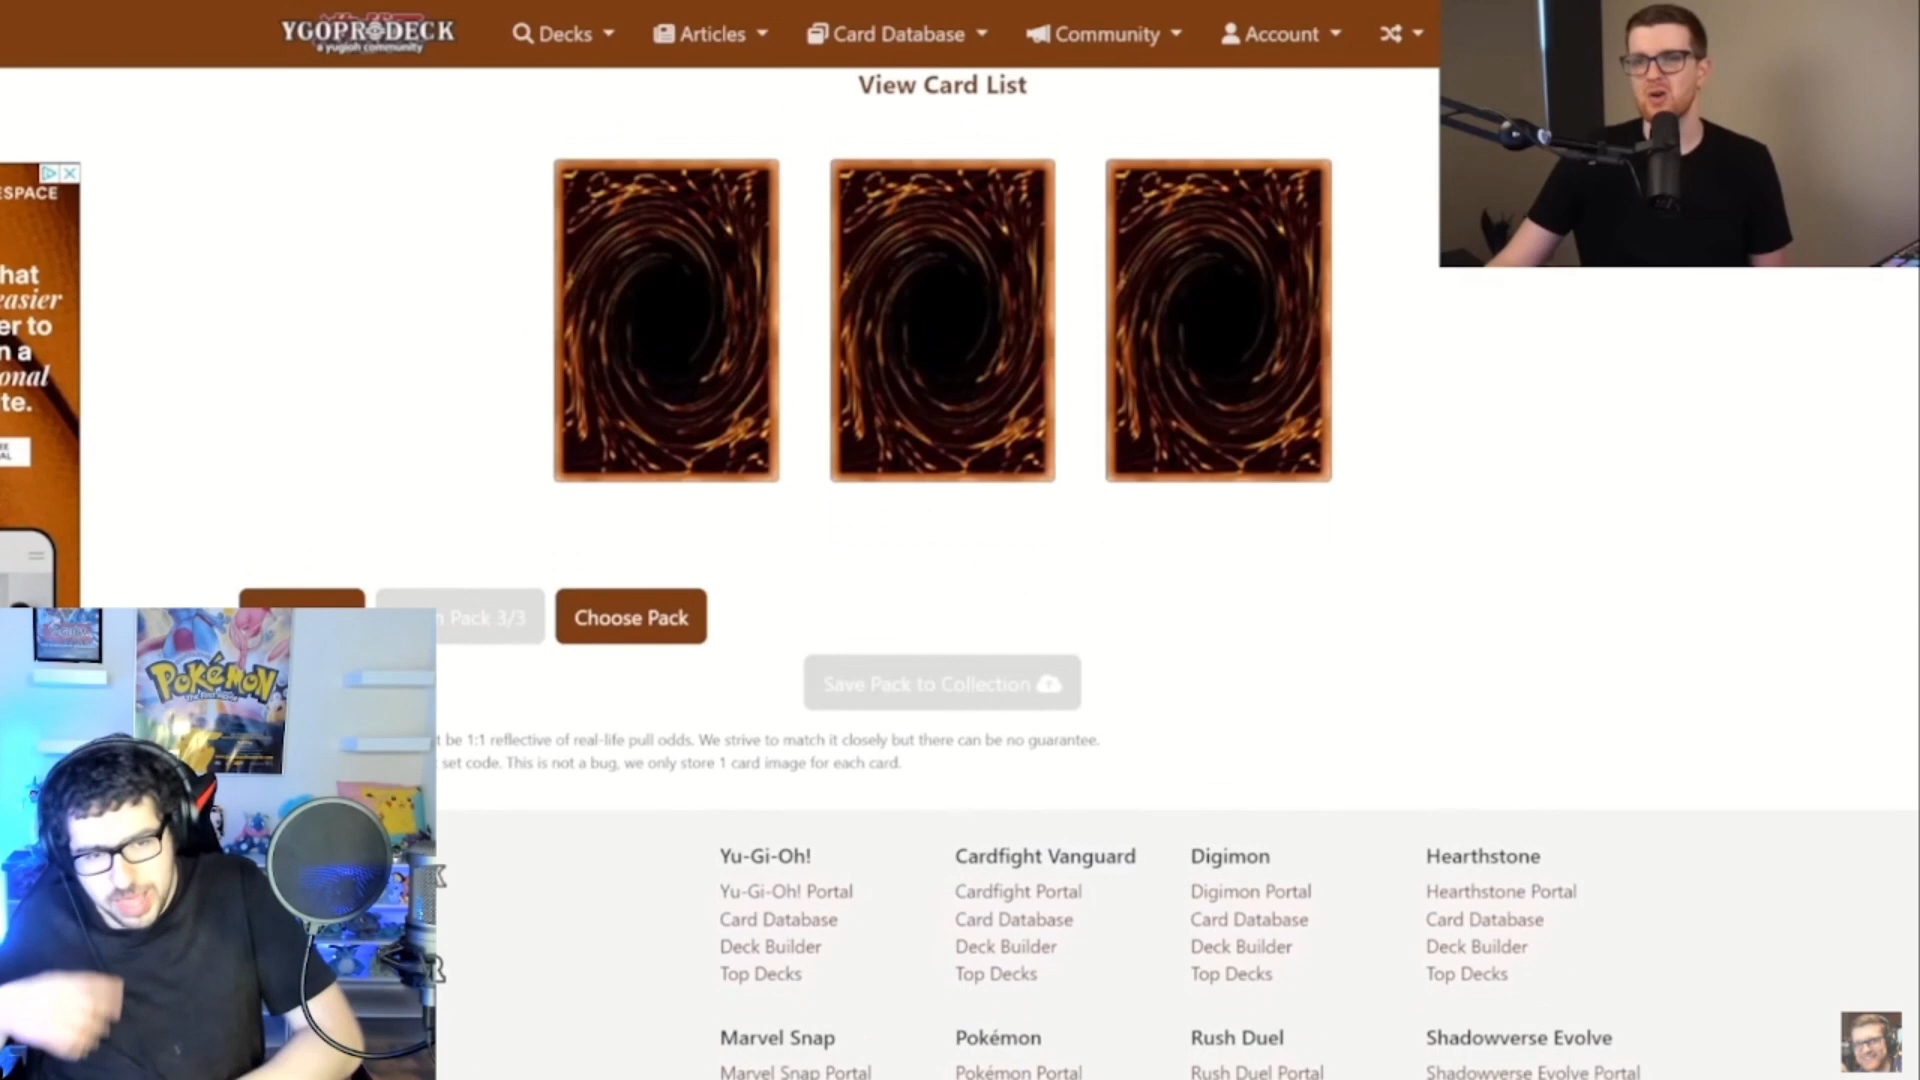 YGOPRODECK
a yugioh community
Decks
Articles
Card Database
Community
Account
View Card List
ESPACE
hat
easier
er to
n a
onal
te.
n Pack 3/3
Choose Pack
Save Pack to Collection
t be 1:1 reflective of real-life pull odds. We strive to match it closely but there can be no guarantee.
set code. This is not a bug, we only store 1 card image for each card.
POKéMON
Yu-Gi-Oh!
Yu-Gi-Oh! Portal
Card Database
Deck Builder
Top Decks
Cardfight Vanguard
Cardfight Portal
Card Database
Deck Builder
Top Decks
Digimon
Digimon Portal
Card Database
Deck Builder
Top Decks
Hearthstone
Hearthstone Portal
Card Database
Deck Builder
Top Decks
Marvel Snap
Marvel Snap Portal
Pokémon
Pokémon Portal
Rush Duel
Rush Duel Portal
Shadowverse Evolve
Shadowverse Evolve Portal